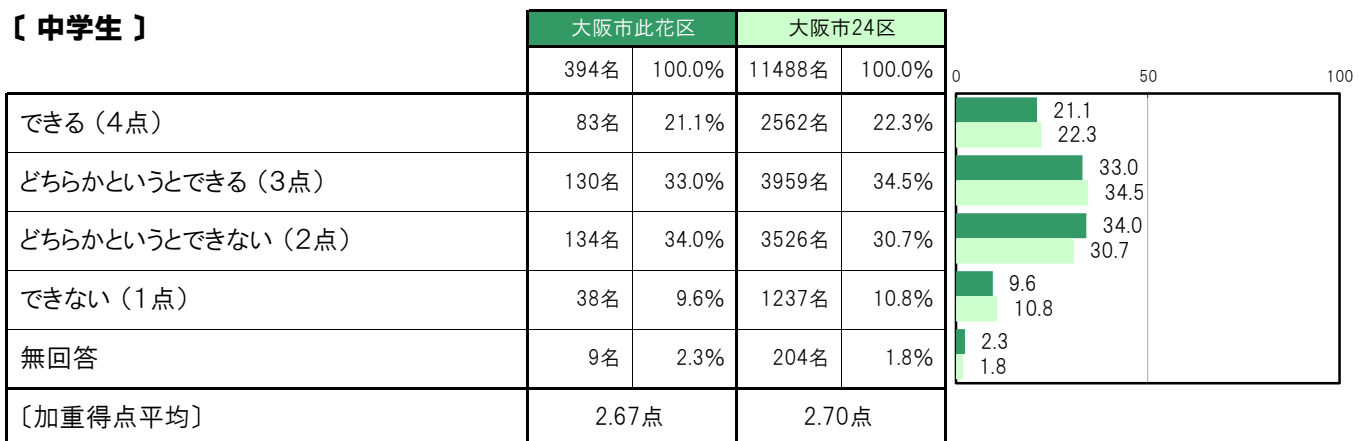 〔 中学生 〕
大阪市此花区 大阪市24区
394名 100.0% 11488名 100.0%
0 50 100
できる（4点） 83名 21.1% 2562名 22.3%
21.1
22.3
どちらかというとできる（3点） 130名 33.0% 3959名 34.5%
33.0
34.5
どちらかというとできない（2点） 134名 34.0% 3526名 30.7%
34.0
30.7
できない（1点） 38名 9.6% 1237名 10.8%
9.6
10.8
無回答 9名 2.3% 204名 1.8%
2.3
1.8
〔加重得点平均〕 2.67点 2.70点